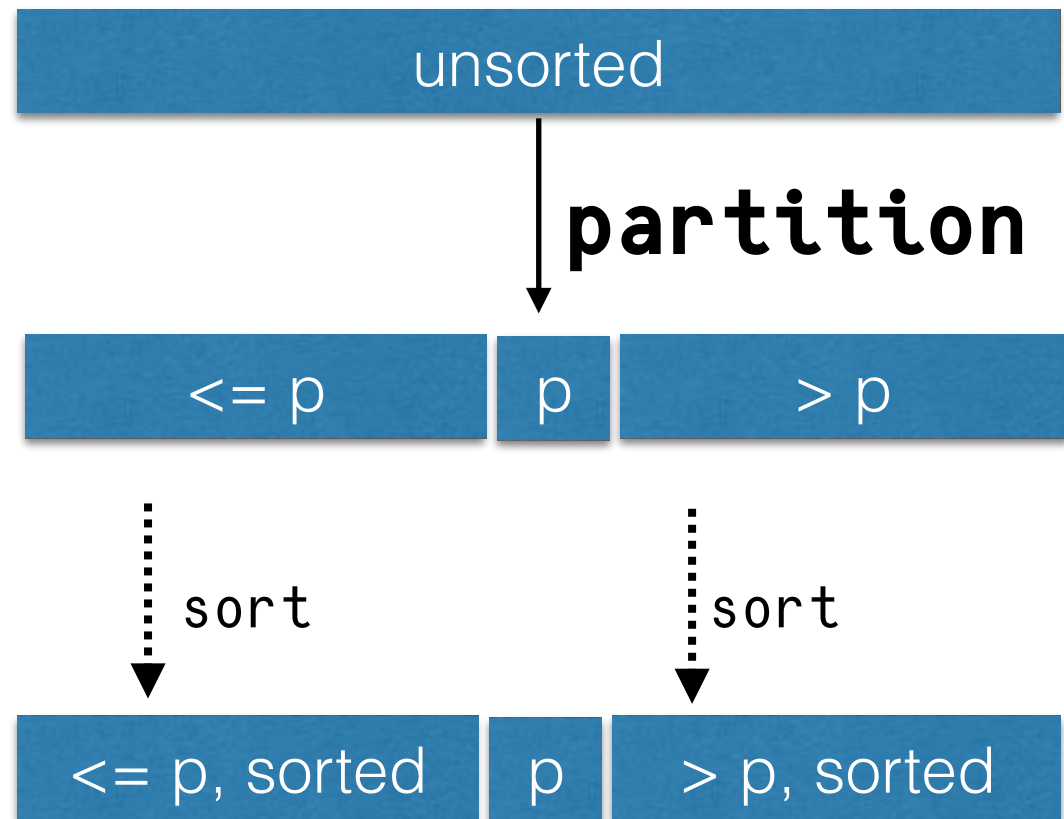 unsorted
partition
<= p p > p
sort sort
<= p, sorted p > p, sorted